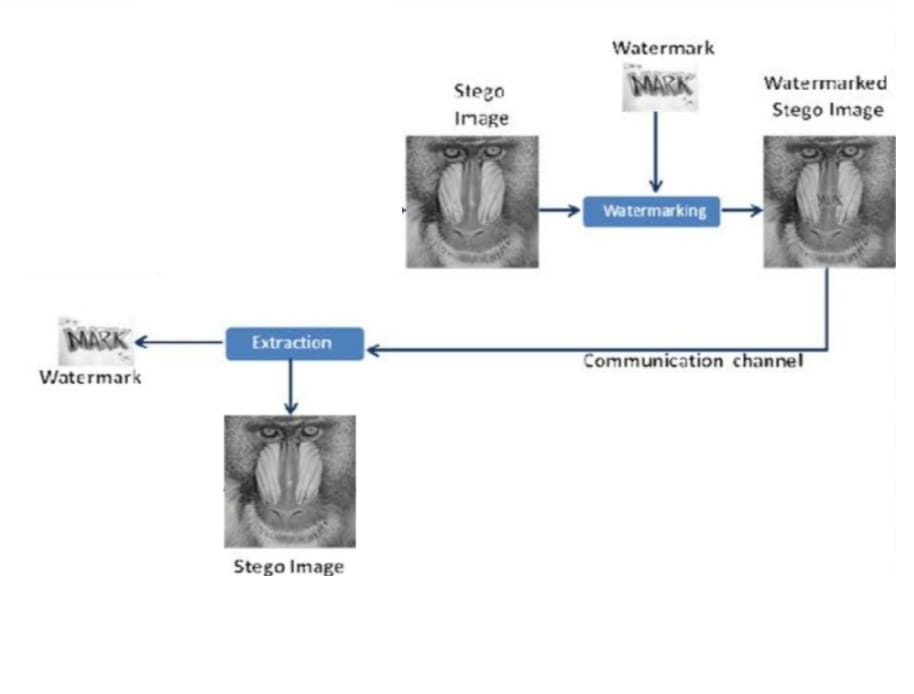 Watermark
MARK
Stego
Image
Watermarked
Stego Image
Watermarking
MARK
Extraction
Communication channel
Watermark
Stego Image